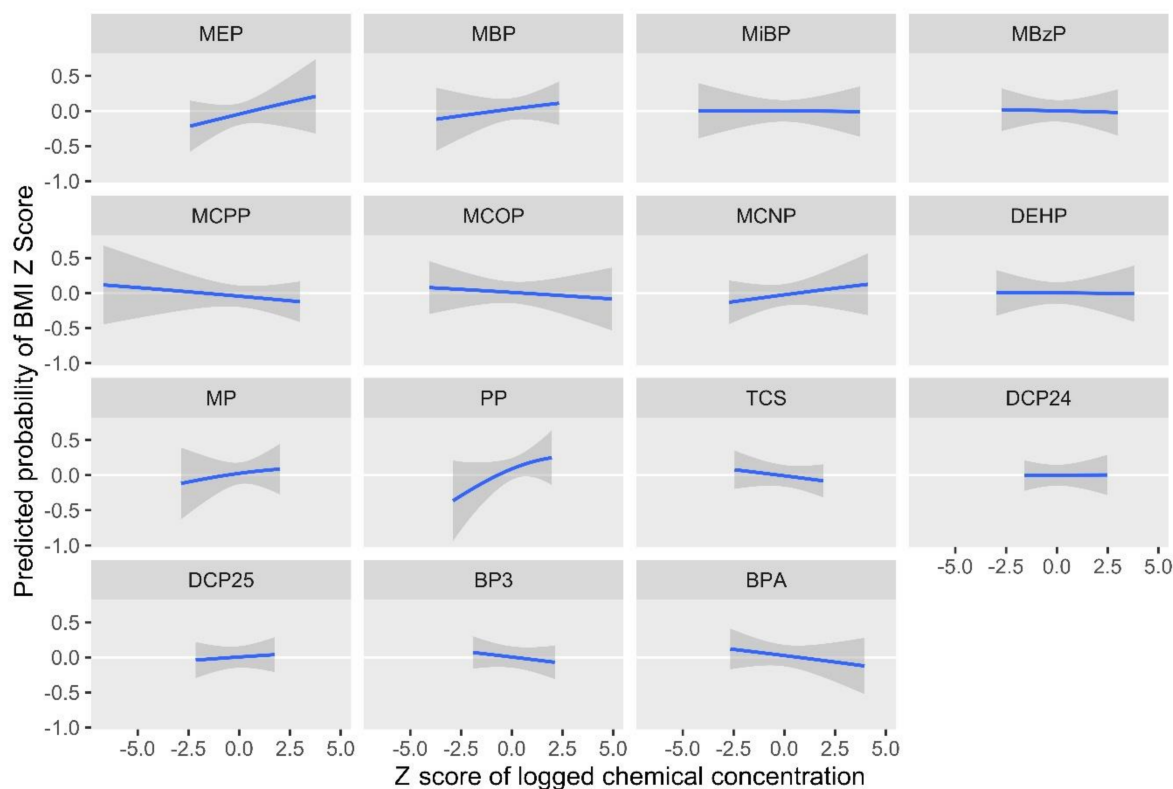 MEP MBP MiBP MBzP
0.5
0.0
-0.5
-1.0
MCPP MCOP MCNP DEHP
0.5
0.0
-0.5
-1.0
MP PP TCS DCP24
0.5
0.0
-0.5
-1.0
-5.0 -2.5 0.0 2.5 5.0
DCP25 BP3 BPA
0.5
0.0
-0.5
-1.0
-5.0 -2.5 0.0 2.5 5.0 -5.0 -2.5 0.0 2.5 5.0 -5.0 -2.5 0.0 2.5 5.0
Z score of logged chemical concentration
Predicted probability of BMI Z Score